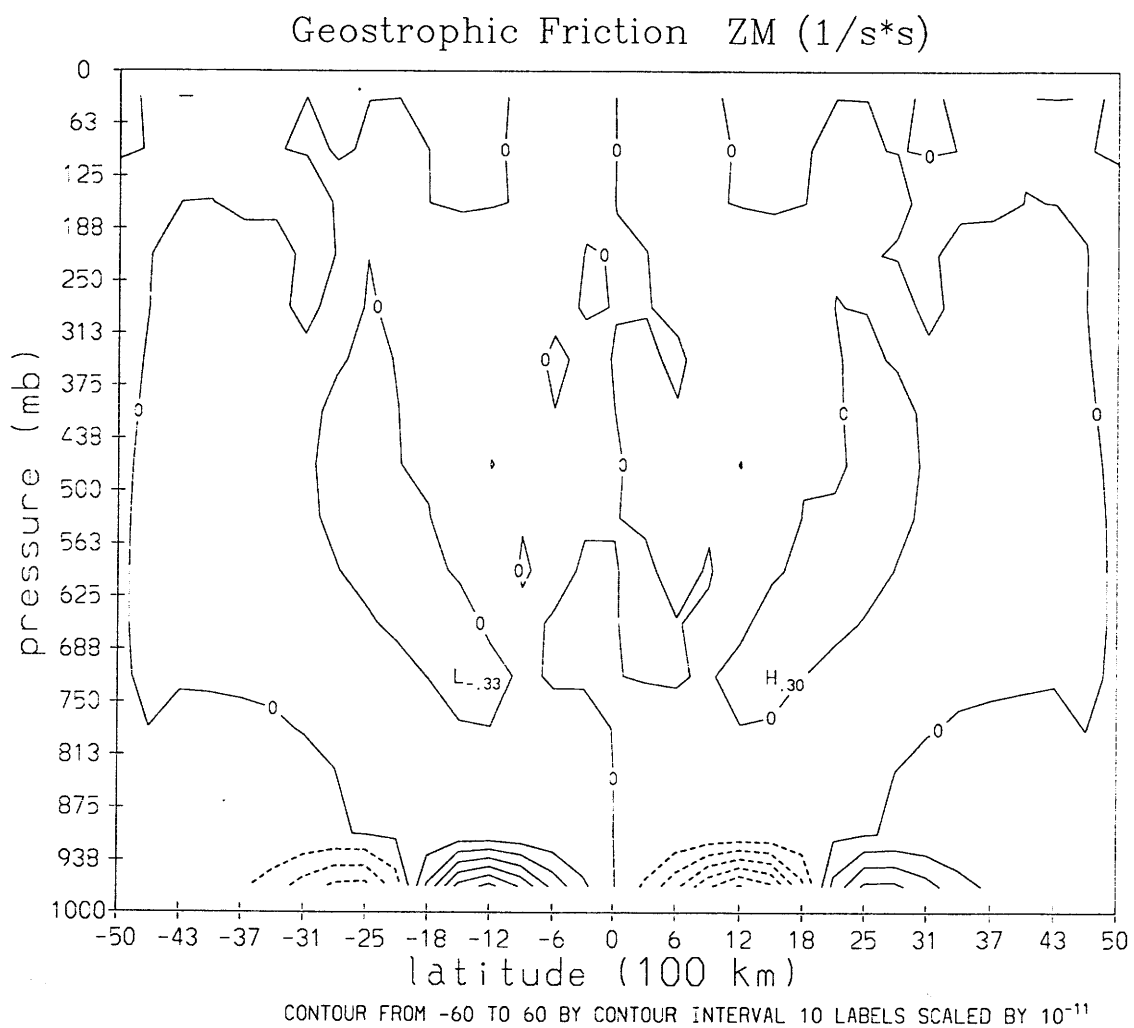 Geostrophic Friction ZM (1/s*s)
0
63
125
188
250
313
375
438
500
563
625
688
750
813
875
938
1000
pressure (mb)
0 0 0 0
0
0
0
0 0 0
0
0
0
L-.33 H.30
0 0 0
0
-50 -43 -37 -31 -25 -18 -12 -6 0 6 12 18 25 31 37 43 50
latitude (100 km)
CONTOUR FROM -60 TO 60 BY CONTOUR INTERVAL 10 LABELS SCALED BY 10⁻¹¹